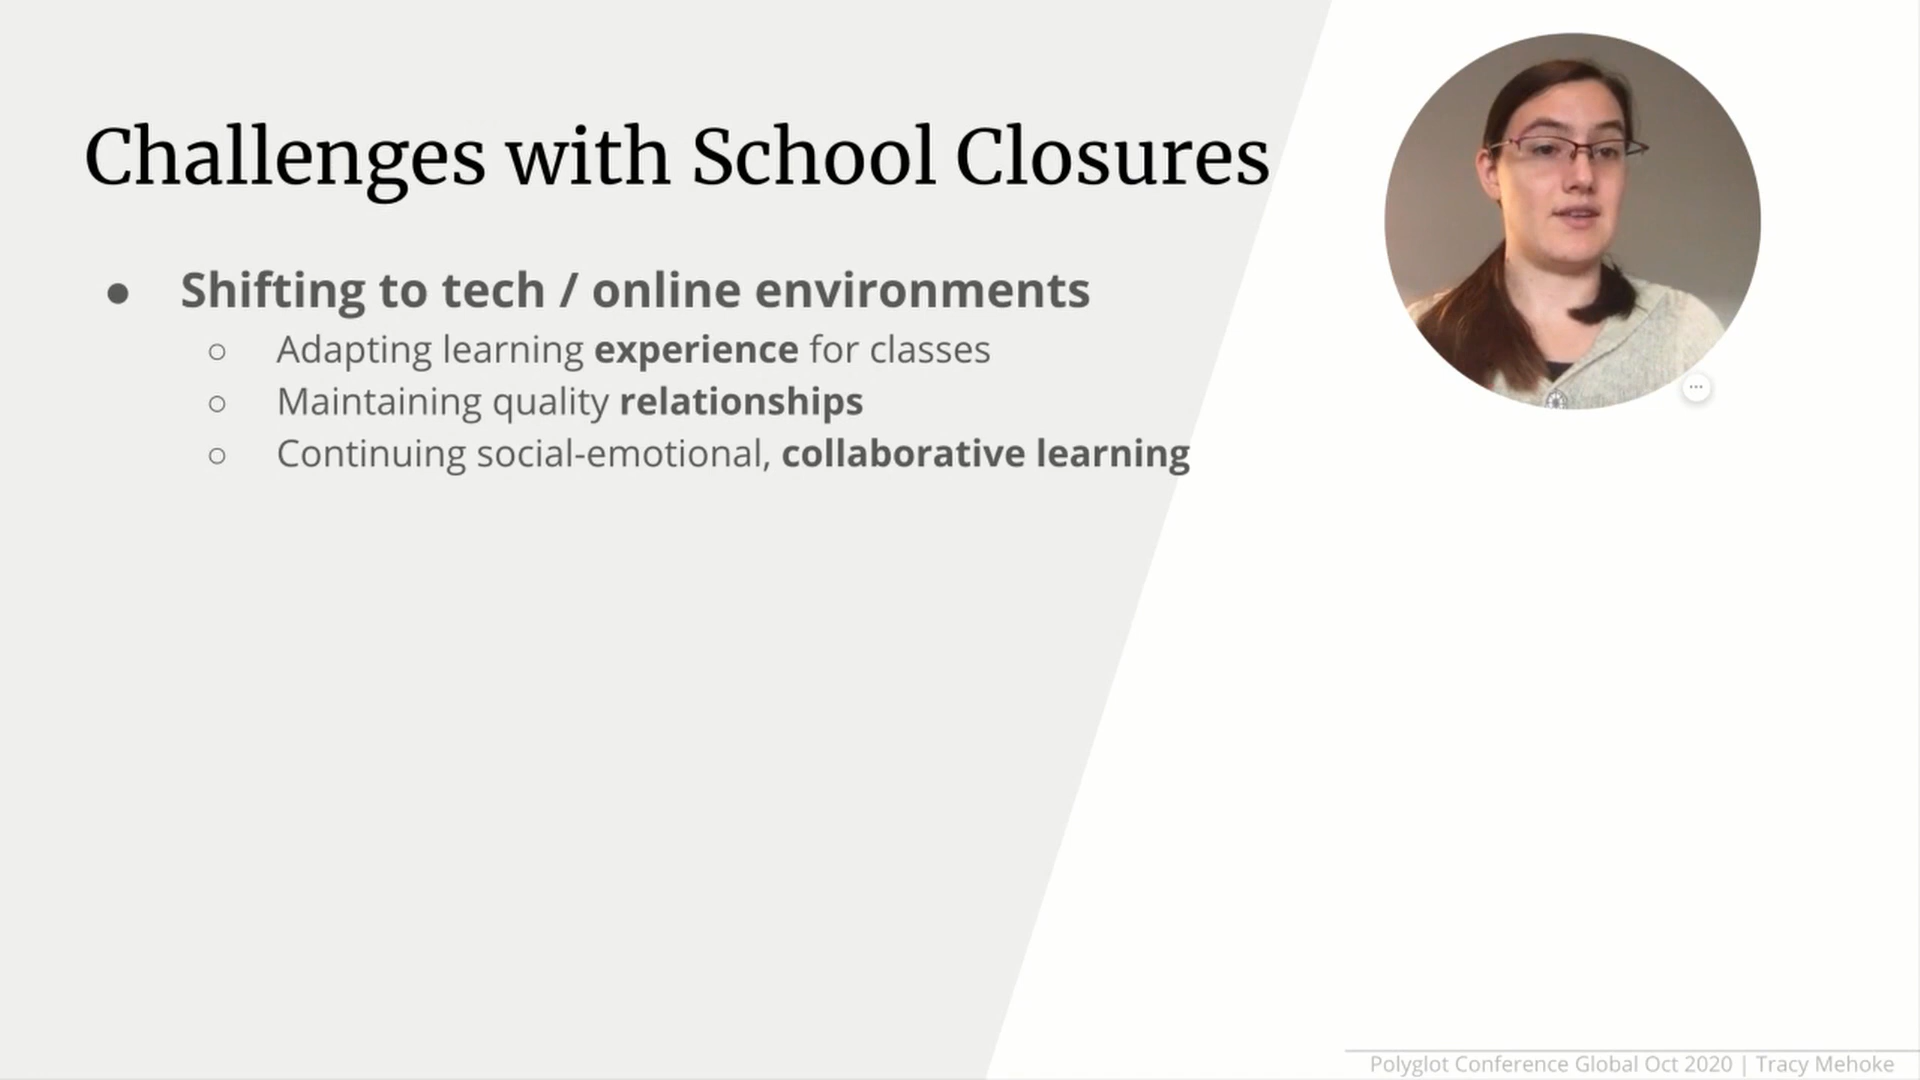 Challenges with School Closures
● Shifting to tech / online environments
○ Adapting learning experience for classes
○ Maintaining quality relationships
○ Continuing social-emotional, collaborative learning
Polyglot Conference Global Oct 2020 | Tracy Mehoke